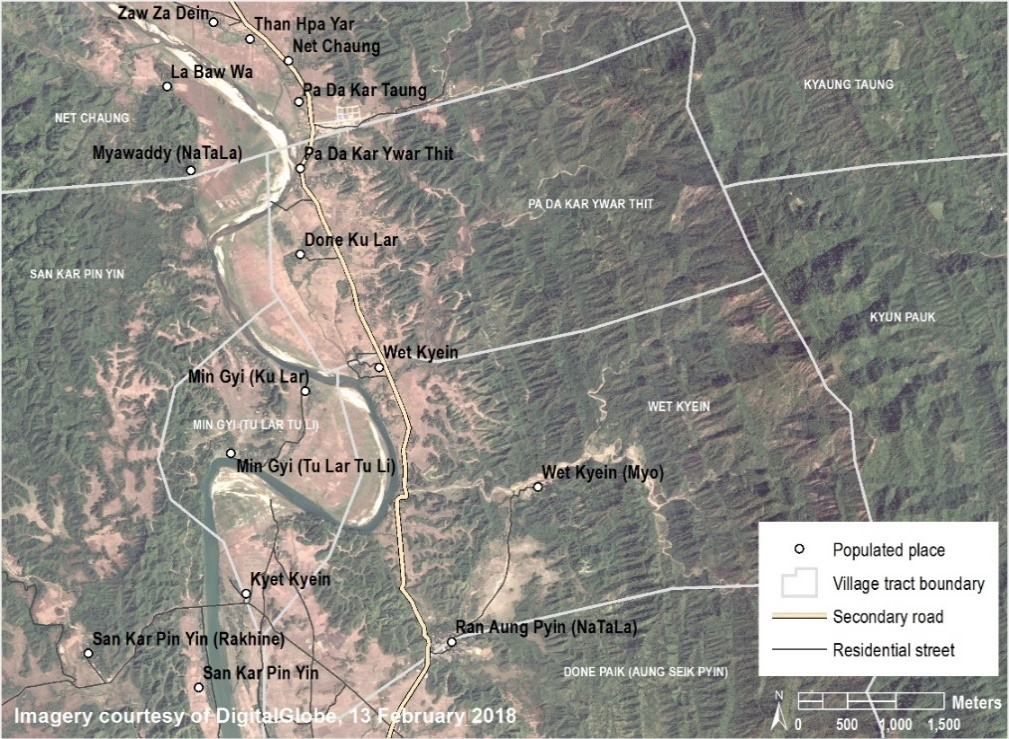 Zaw Za Dein
Than Hpa Yar
Net Chaung
La Baw Wa
KYAUNG TAUNG
Pa Da Kar Taung
NET CHAUNG
Myawaddy (NaTaLa)
Pa Da Kar Ywar Thit
PA DA KAR YWAR THIT
Done Ku Lar
SAN KAR PIN YIN
KYUN PAUK
Wet Kyein
Min Gyi (Ku Lar)
WET KYEIN
MIN GYI (TU LAR TU LI)
Min Gyi (Tu Lar Tu Li)
Wet Kyein (Myo)
Populated place
Village tract boundary
Secondary road
Residential street
Kyet Kyein
Ran Aung Pyin (NaTaLa)
San Kar Pin Yin (Rakhine)
San Kar Pin Yin
DONE PAIK (AUNG SEIK PYIN)
N
Meters
0 500 1,000 1,500
Imagery courtesy of DigitalGlobe, 13 February 2018